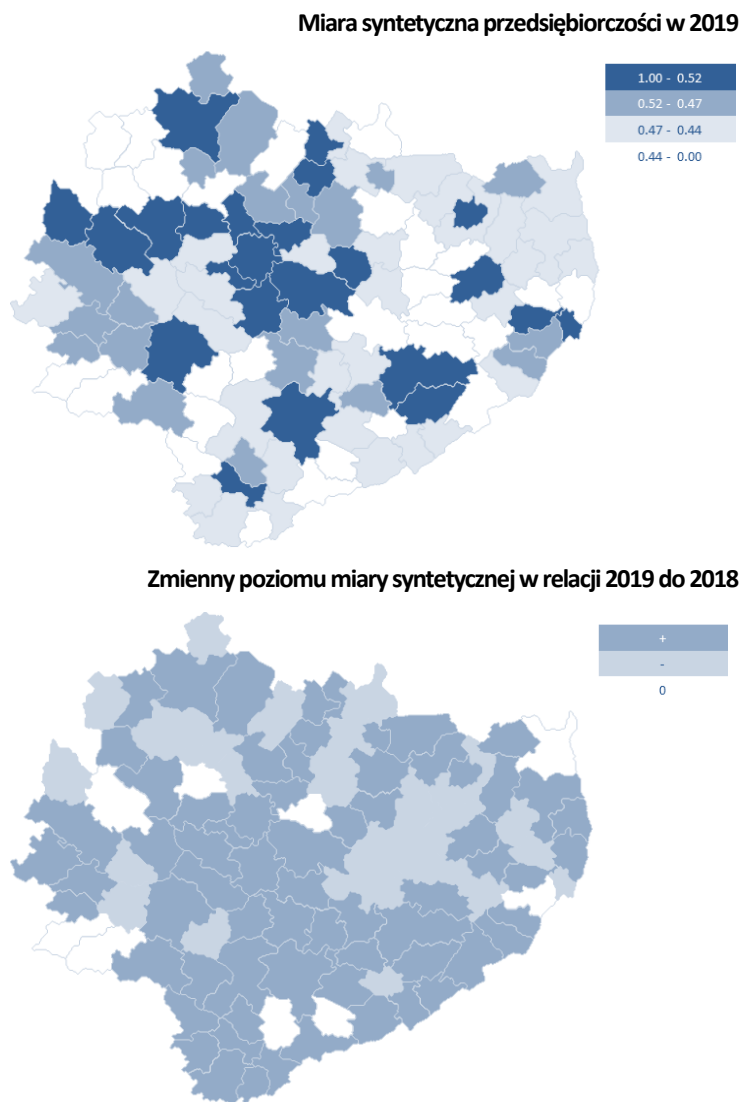 Miara syntetyczna przedsiębiorczości w 2019
1.00 - 0.52
0.52 - 0.47
0.47 - 0.44
0.44 - 0.00
Zmienny poziomu miary syntetycznej w relacji 2019 do 2018
+
-
0